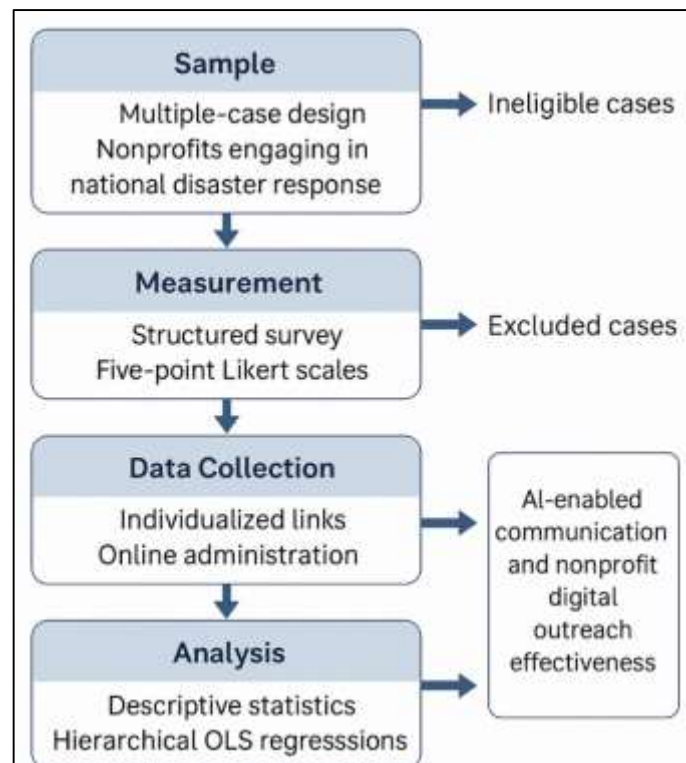 Sample
Multiple-case design
Nonprofits engaging in
national disaster response
Ineligible cases
Measurement
Structured survey
Five-point Likert scales
Excluded cases
Data Collection
Individualized links
Online administration
AI-enabled
communication
and nonprofit
digital
outreach
effectiveness
Analysis
Descriptive statistics
Hierarchical OLS regresssions